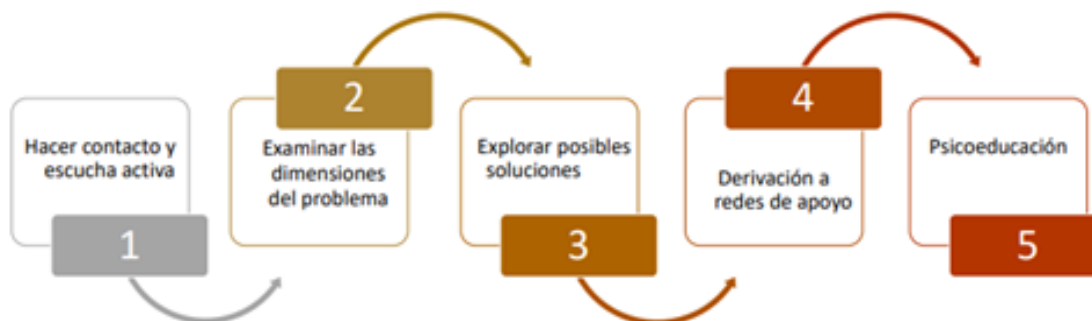 Hacer contacto y
escucha activa
1
2
Examinar las
dimensiones
del problema
Explorar posibles
soluciones
3
4
Derivación a
redes de apoyo
Psicoeducación
5